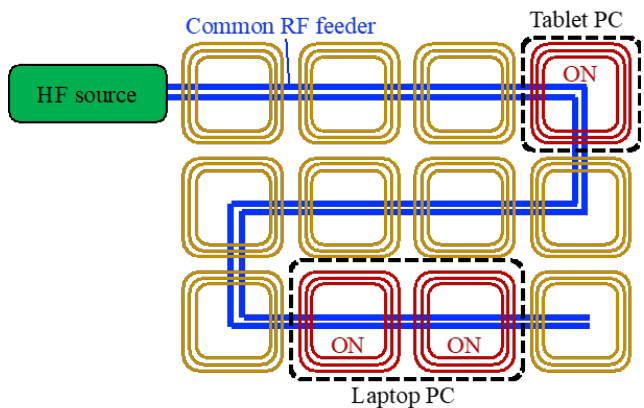 Common RF feeder
Tablet PC
HF source
ON
ON
ON
Laptop PC